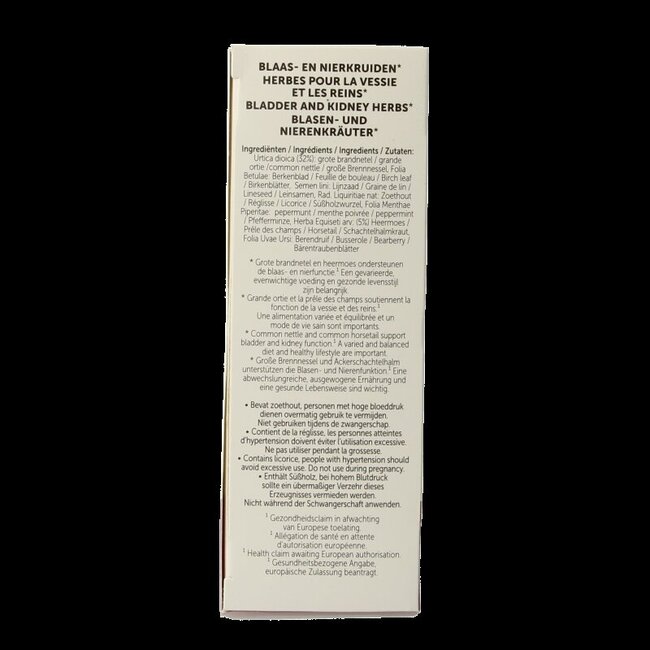 BLAAS- EN NIERKRUIDEN*
HERBES POUR LA VESSIE
ET LES REINS*
BLADDER AND KIDNEY HERBS*
BLASEN- UND
NIERENKRÄUTER*
Ingrediënten / Ingrédients / Ingredients / Zutaten:
Urtica dioica (32%): grote brandnetel / grande
ortie /common nettle / große Brennnessel, Folia
Betulae: Berkenblad / Feuille de bouleau / Birch leaf
/ Birkenblätter, Semen lini: Lijnzaad / Graine de lin /
Lineseed / Leinsamen, Rad. Liquiritiae nat: Zoethout
/ Réglisse / Licorice / Süßholzwurzel, Folia Menthae
Piperitae: pepermunt / menthe poivrée / peppermint
/ Pfefferminze, Herba Equiseti arv: (5%) Heermoes /
Prêle des champs / Horsetail / Schachtelhalmkraut,
Folia Uvae Ursi: Berendruif / Busserole / Bearberry /
Bärentraubenblätter
* Grote brandnetel en heermoes ondersteunen
de blaas- en nierfunctie.¹ Een gevarieerde,
evenwichtige voeding en gezonde levensstijl
zijn belangrijk.
* Grande ortie et la prêle des champs soutiennent la
fonction de la vessie et des reins.¹
Une alimentation variée et équilibrée et un
mode de vie sain sont importants.
* Common nettle and common horsetail support
bladder and kidney function.¹ A varied and balanced
diet and healthy lifestyle are important.
* Große Brennnessel und Ackerschachtelhalm
unterstützen die Blasen- und Nierenfunktion.¹ Eine
abwechslungreiche, ausgewogene Ernährung und
eine gesunde Lebensweise sind wichtig.
• Bevat zoethout, personen met hoge bloeddruk
dienen overmatig gebruik te vermijden.
Niet gebruiken tijdens de zwangerschap.
• Contient de la réglisse, les personnes atteintes
d'hypertension doivent éviter l'utilisation excessive.
Ne pas utiliser pendant la grossesse.
• Contains licorice, people with hypertension should
avoid excessive use. Do not use during pregnancy.
• Enthält Süßholz, bei hohem Blutdruck
sollte ein übermaßiger Verzehr dieses
Erzeugnisses vermieden werden.
Nicht während der Schwangerschaft anwenden.
¹ Gezondheidsclaim in afwachting
van Europese toelating.
¹ Allégation de santé en attente
d'autorisation européenne.
¹ Health claim awaiting European authorisation.
¹ Gesundheitsbezogene Angabe,
europäische Zulassung beantragt.